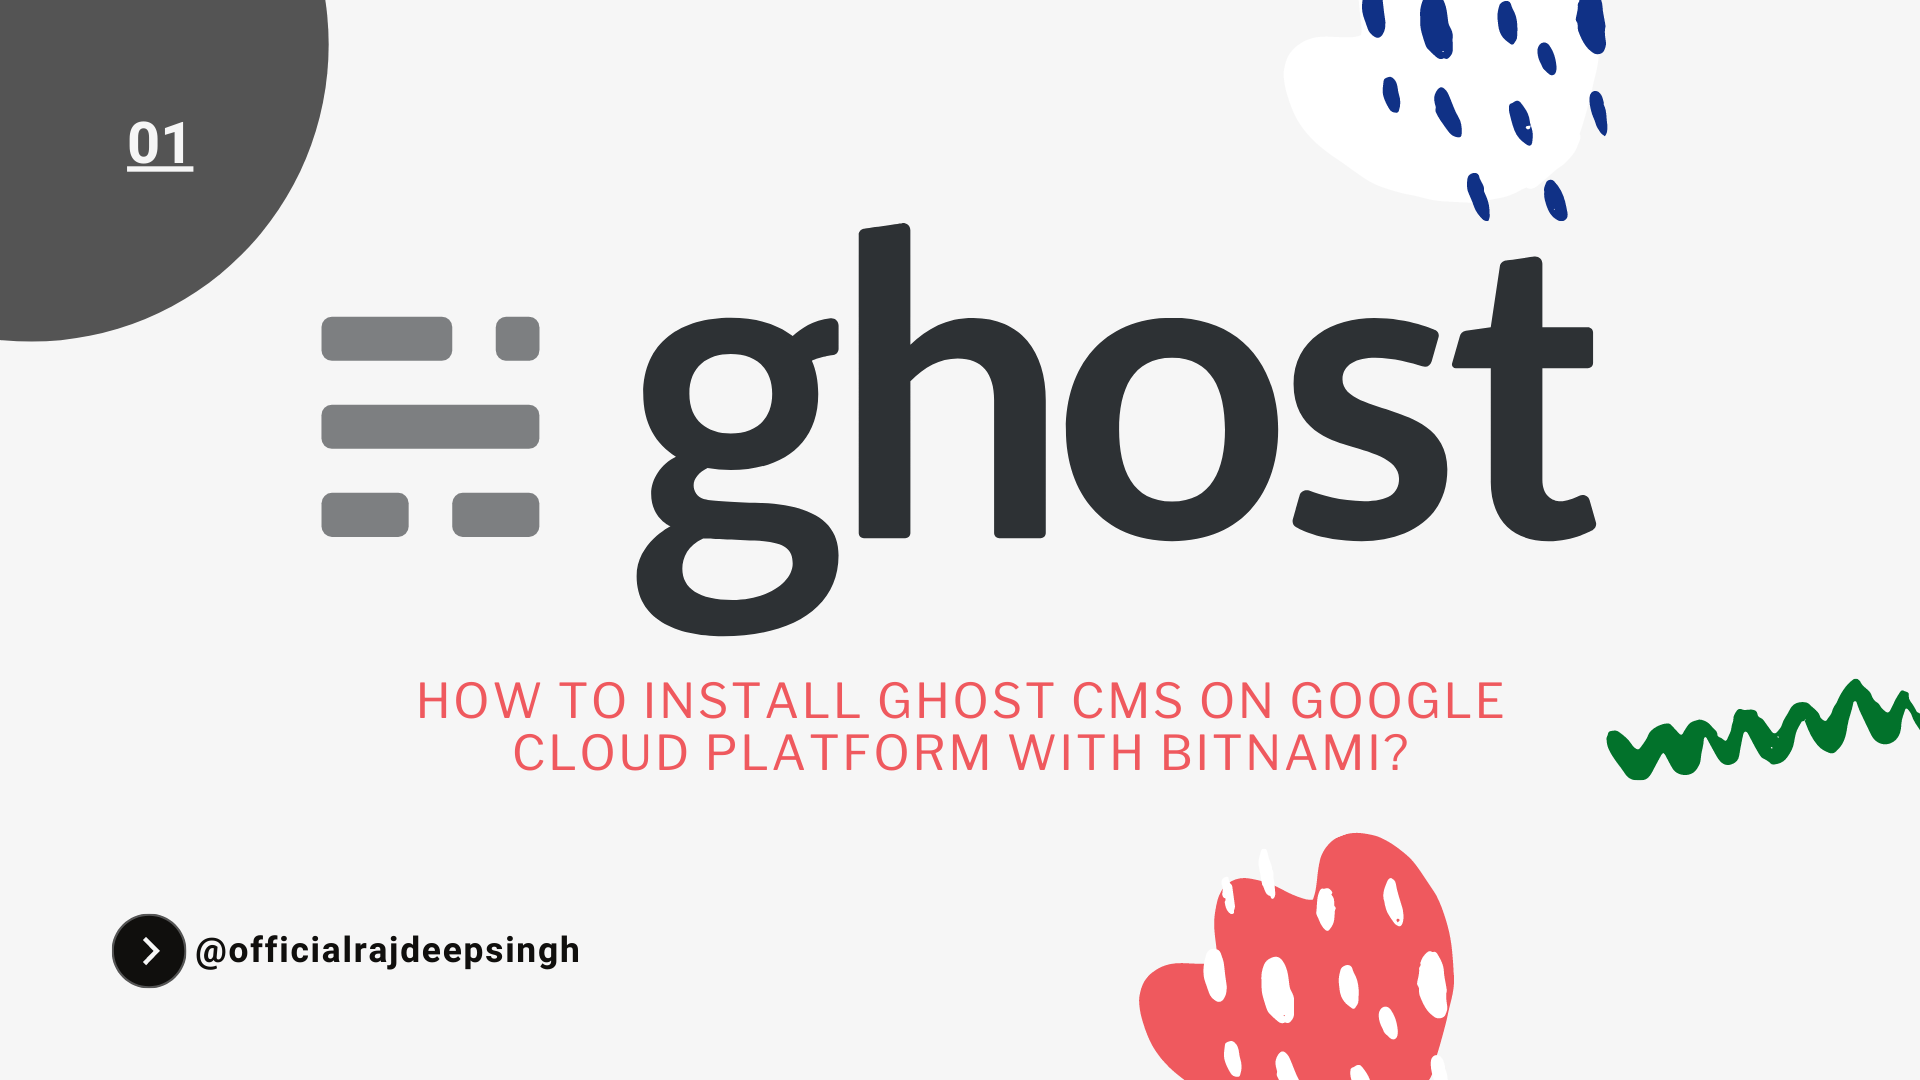 01
ghost
HOW TO INSTALL GHOST CMS ON GOOGLE
CLOUD PLATFORM WITH BITNAMI?
@officialrajdeepsingh